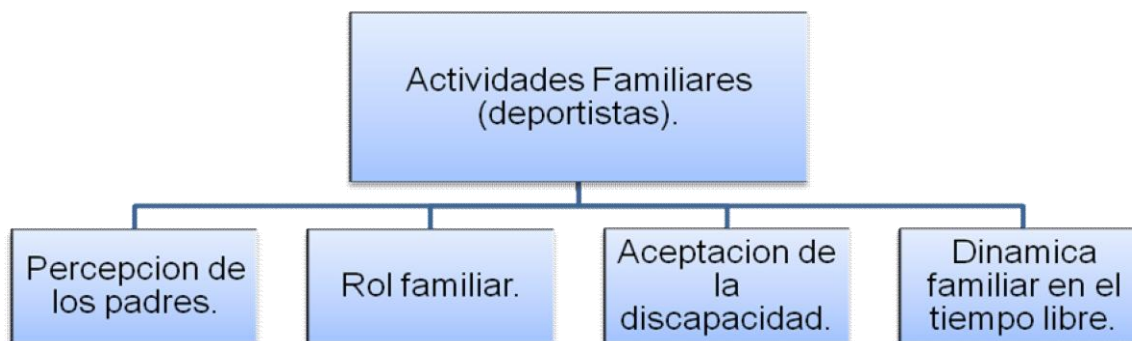 Actividades Familiares
(deportistas).
Percepcion de
los padres.
Rol familiar.
Aceptacion de
la
discapacidad.
Dinamica
familiar en el
tiempo libre.